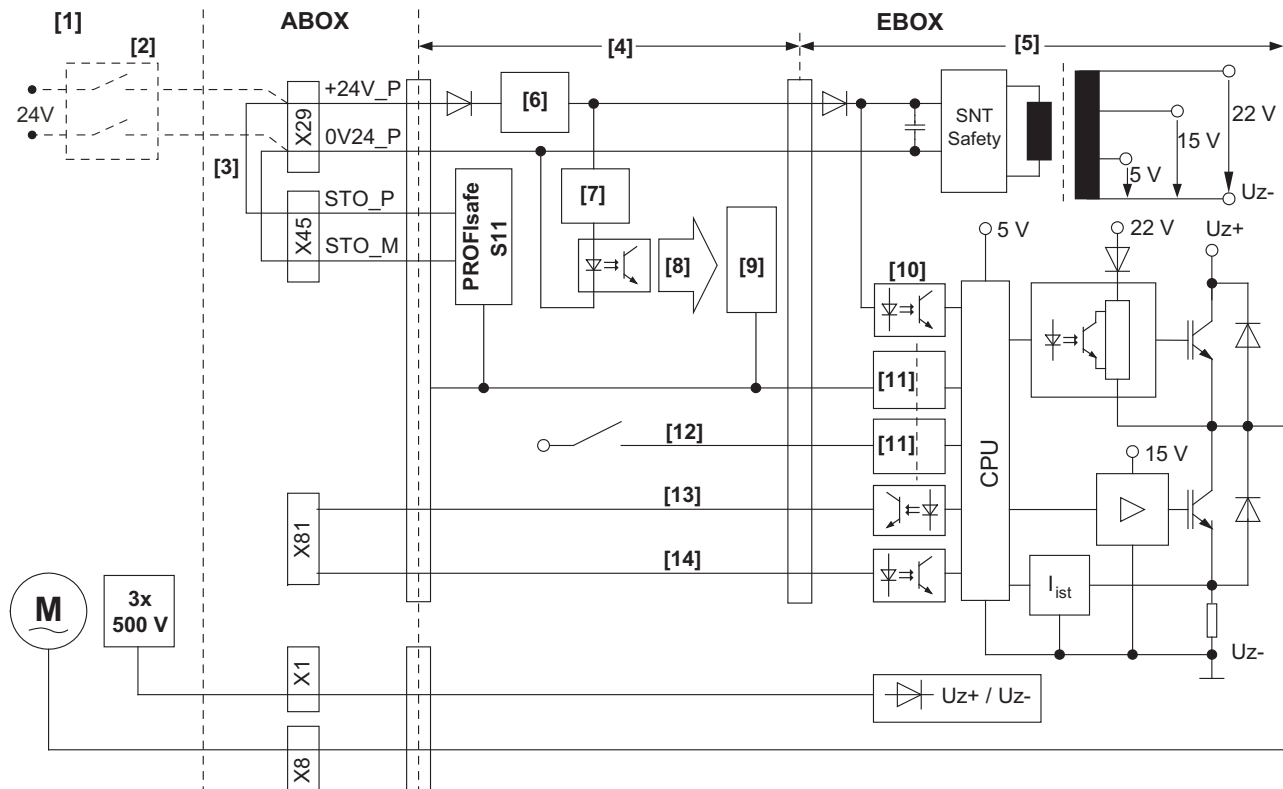 [1]
ABOX
EBOX
[2]
[4]
[5]
24V
X29
+24V_P
0V24_P
[3]
X45
STO_P
STO_M
PROFIsafe
S11
[6]
[7]
[8]
[9]
SNT
Safety
22 V
15 V
5 V
Uz-
5 V
22 V
Uz+
[10]
[11]
[12]
[11]
CPU
15 V
X81
[13]
[14]
I ist
Uz-
M
3x
500 V
X1
Uz+ / Uz-
X8